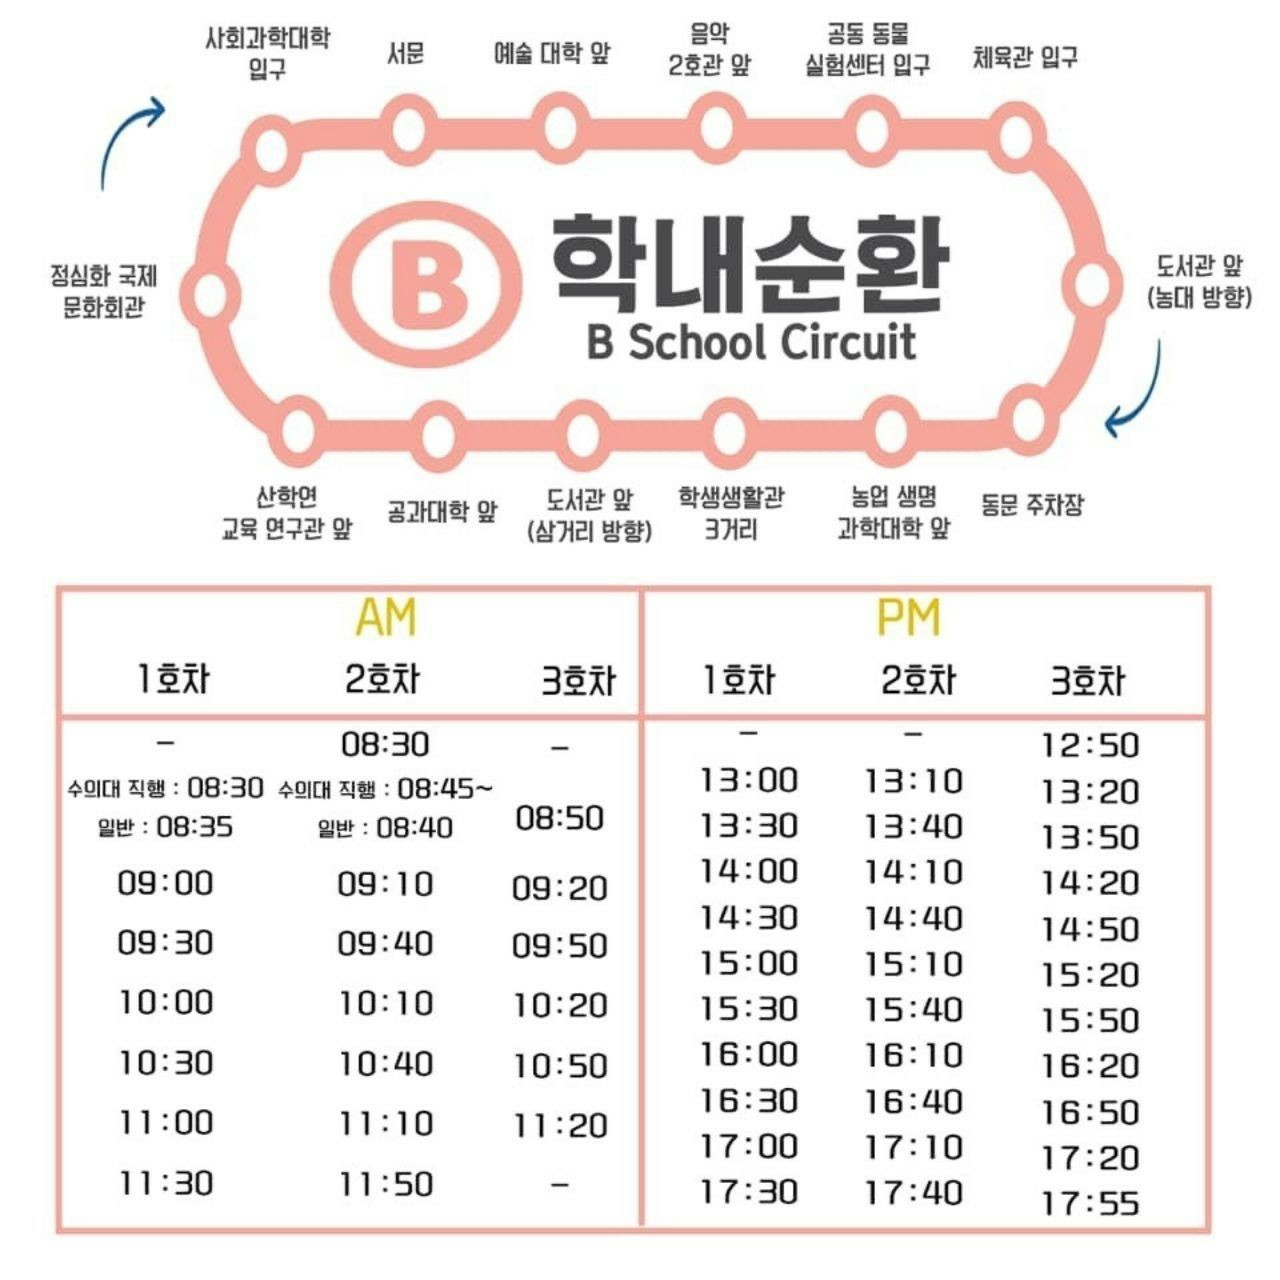 사회과학대학
입구
서문
예술 대학 앞
음악
2호관 앞
공동 동물
실험센터 입구
체육관 입구
정심화 국제
문화회관
B
학내순환
B School Circuit
도서관 앞
(농대 방향)
산학연
교육 연구관 앞
공과대학 앞
도서관 앞
(삼거리 방향)
학생생활관
3거리
농업 생명
과학대학 앞
동문 주차장
AM
PM
1호차 2호차 3호차
1호차 2호차 3호차
- 08:30 -
수의대 직행 : 08:30 수의대 직행 : 08:45~
일반 : 08:35 일반 : 08:40 08:50
09:00 09:10 09:20
09:30 09:40 09:50
10:00 10:10 10:20
10:30 10:40 10:50
11:00 11:10 11:20
11:30 11:50 -
- - 12:50
13:00 13:10 13:20
13:30 13:40 13:50
14:00 14:10 14:20
14:30 14:40 14:50
15:00 15:10 15:20
15:30 15:40 15:50
16:00 16:10 16:20
16:30 16:40 16:50
17:00 17:10 17:20
17:30 17:40 17:55